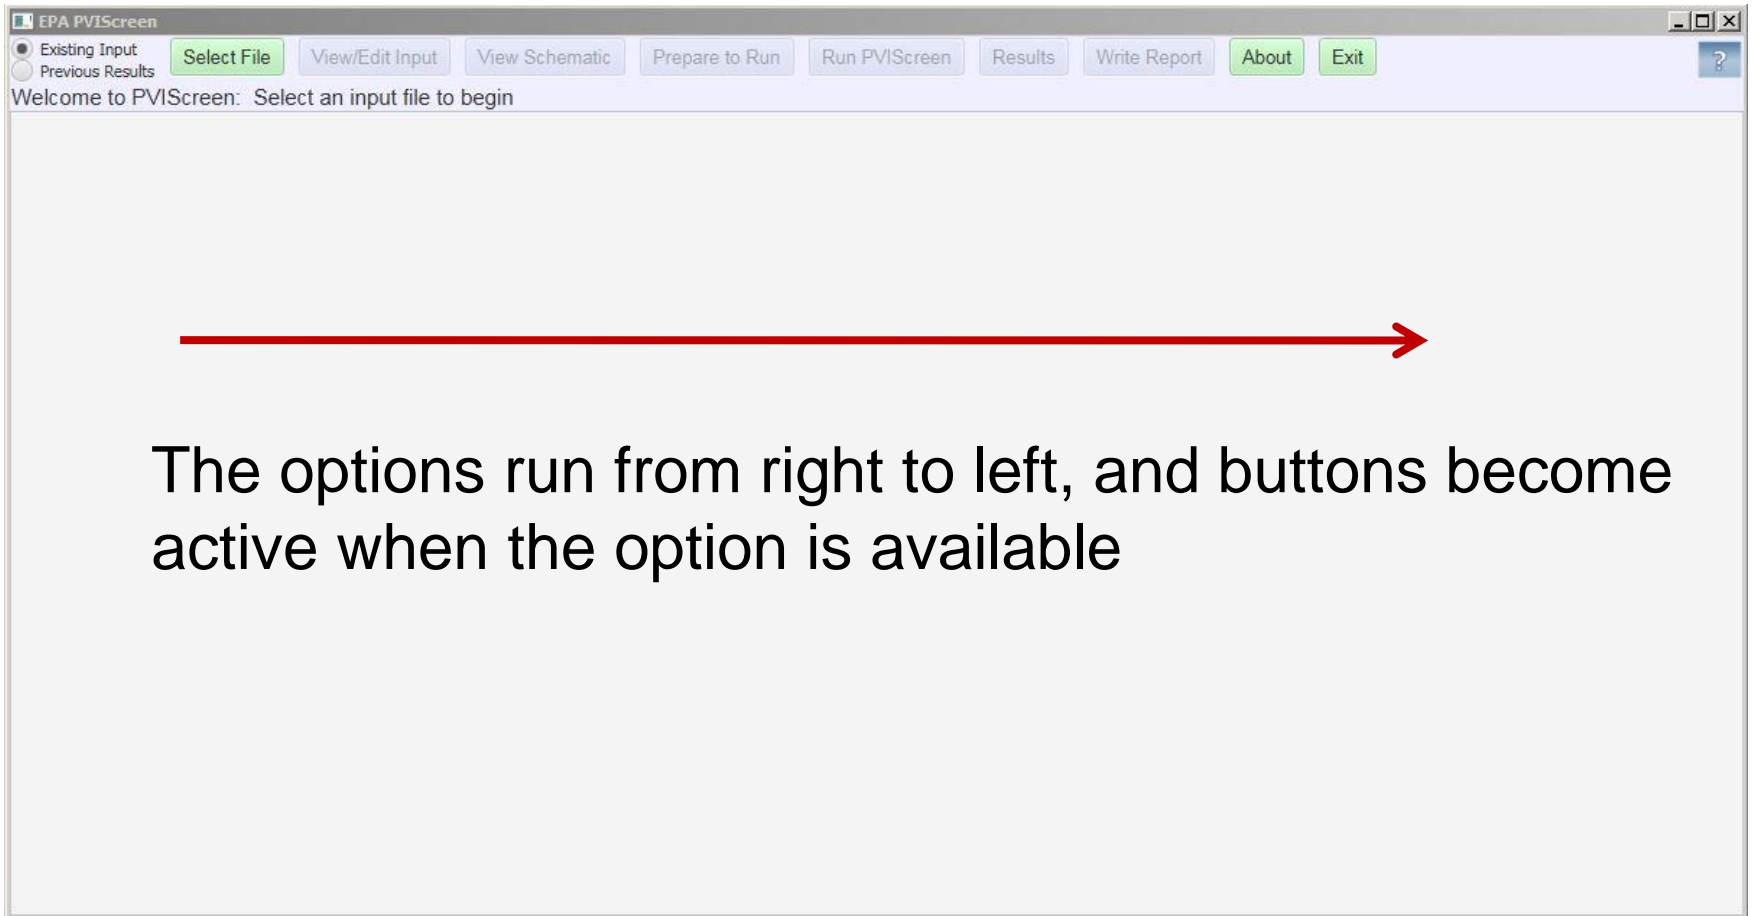 EPA PVIScreen
Existing Input
Previous Results
Select File View/Edit Input View Schematic Prepare to Run Run PVIScreen Results Write Report About Exit ?
Welcome to PVIScreen: Select an input file to begin
The options run from right to left, and buttons become
active when the option is available